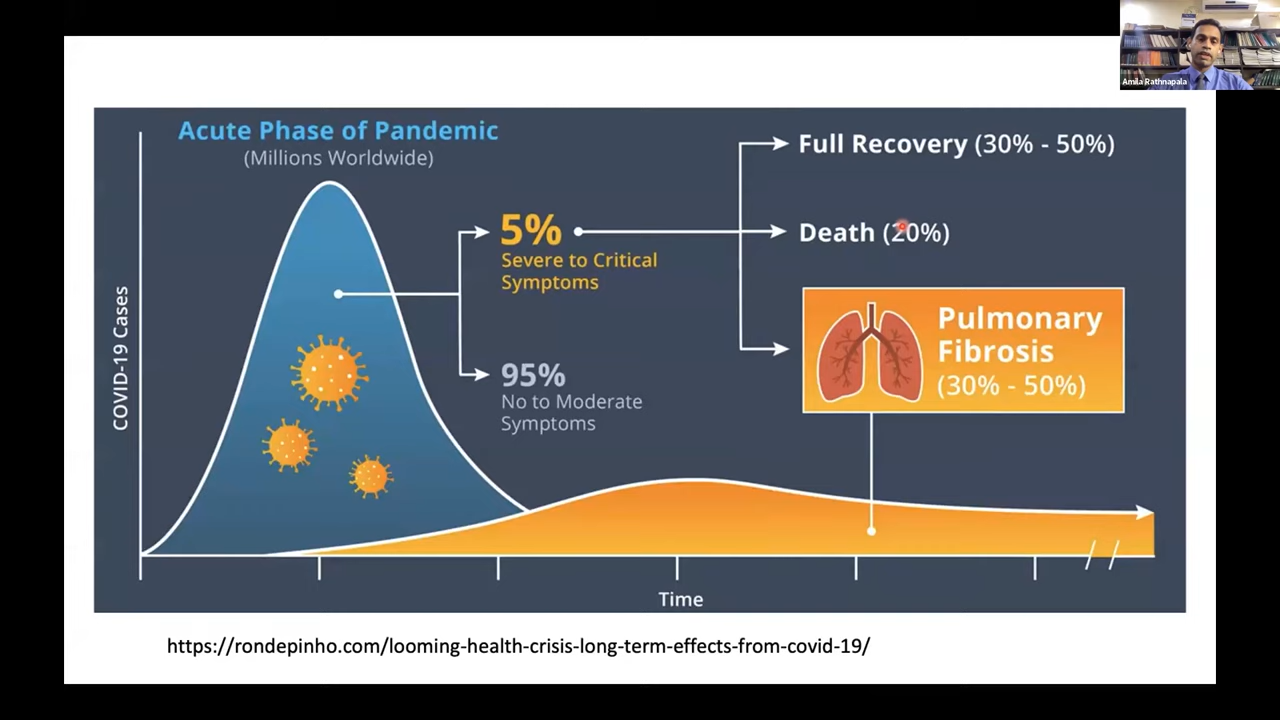 Amila Rathnapala
Acute Phase of Pandemic
(Millions Worldwide)
COVID-19 Cases
5%
Severe to Critical
Symptoms
95%
No to Moderate
Symptoms
Full Recovery (30% - 50%)
Death (20%)
Pulmonary
Fibrosis
(30% - 50%)
Time
https://rondepinho.com/looming-health-crisis-long-term-effects-from-covid-19/